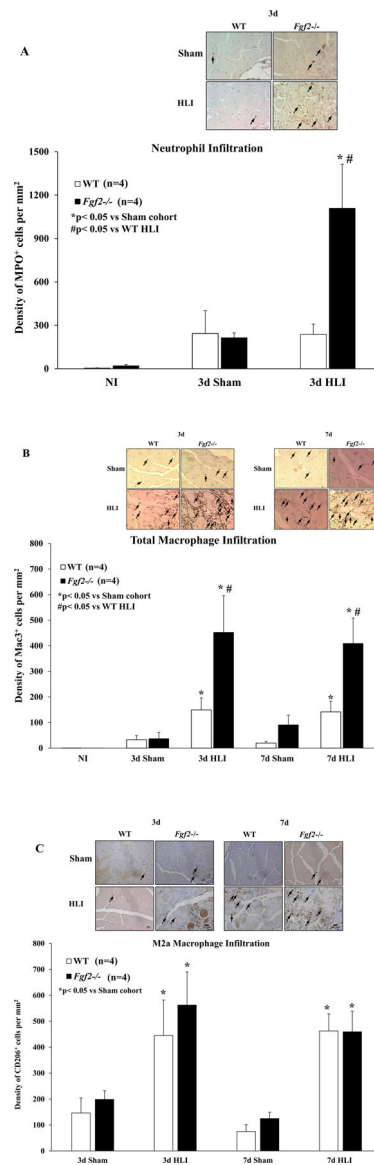 3d
A
WT Fgf2-/-
Sham
HLI
Neutrophil Infiltration
Density of MPO+ cells per mm2
1500
1200
900
600
300
0
WT (n=4)
Fgf2-/- (n=4)
*p< 0.05 vs Sham cohort
#p< 0.05 vs WT HLI
* #
NI 3d Sham 3d HLI
B
3d 7d
WT Fgf2-/- WT Fgf2-/-
Sham Sham
HLI HLI
Total Macrophage Infiltration
Density of Mac3+ cells per mm2
800
700
600
500
400
300
200
100
0
WT (n=4)
Fgf2-/- (n=4)
*p< 0.05 vs Sham cohort
#p< 0.05 vs WT HLI
* * # * * #
NI 3d Sham 3d HLI 7d Sham 7d HLI
3d 7d
C
WT Fgf2-/- WT Fgf2-/-
Sham
HLI
M2a Macrophage Infiltration
Density of CD206+ cells per mm2
800
700
600
500
400
300
200
100
0
WT (n=4)
Fgf2-/- (n=4)
*p< 0.05 vs Sham cohort
* * * *
3d Sham 3d HLI 7d Sham 7d HLI